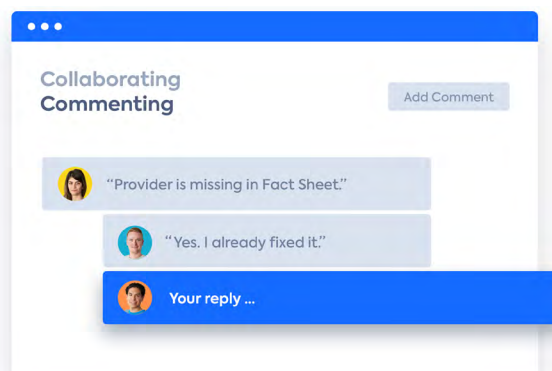 Collaborating
Commenting
Add Comment
“Provider is missing in Fact Sheet.”
“Yes. I already fixed it.”
Your reply ...